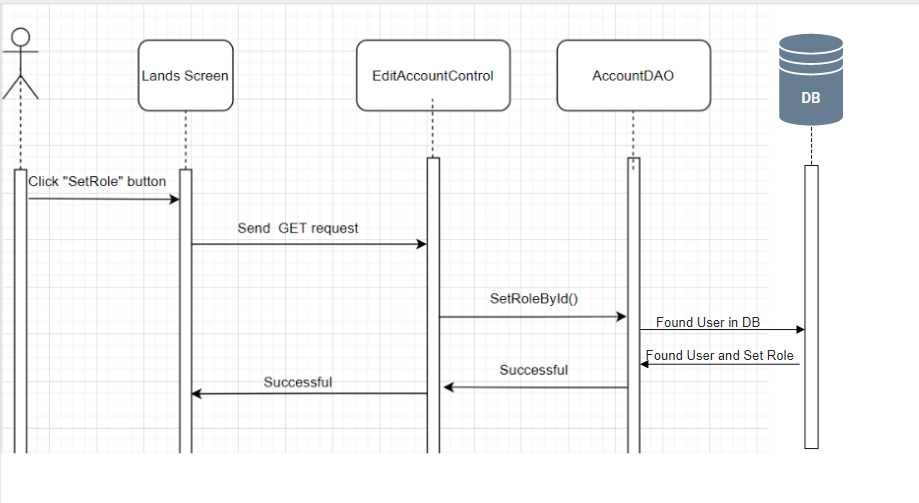 Lands Screen
EditAccountControl
AccountDAO
DB
Click "SetRole" button
Send GET request
SetRoleById()
Found User in DB
Found User and Set Role
Successful
Successful